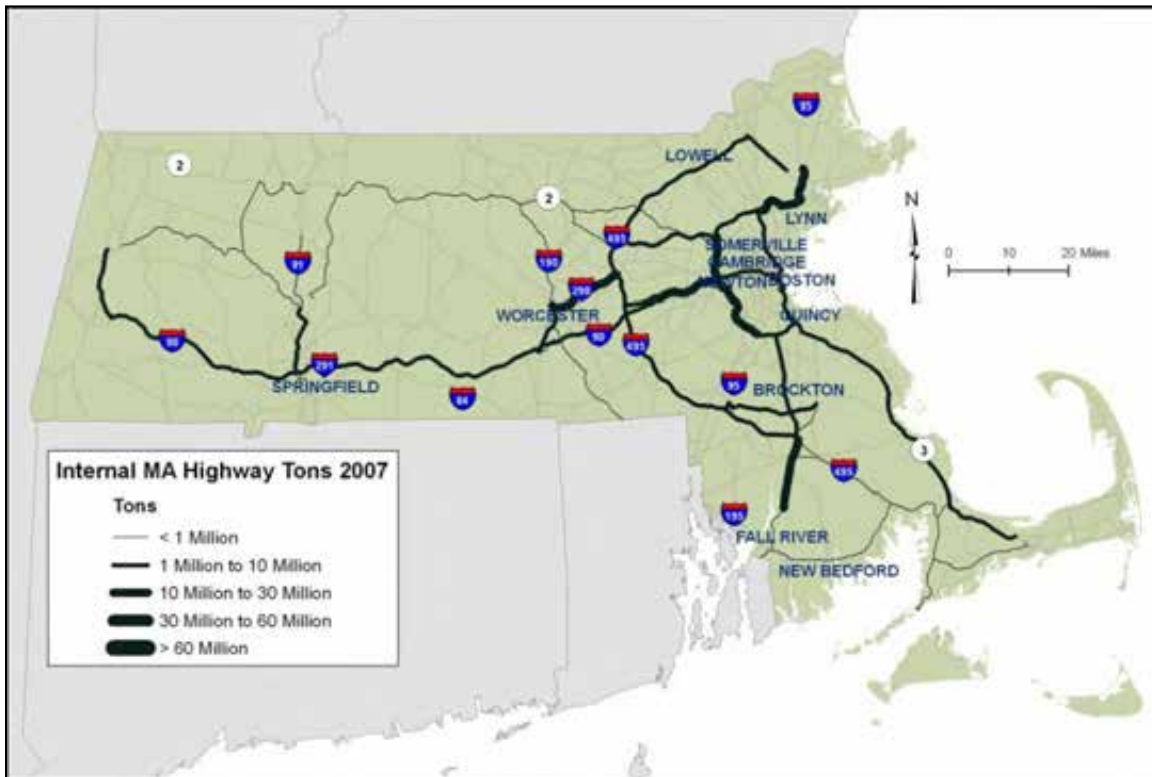 95
LOWELL
2
2
N
LYNN
495
SOMERVILLE
CAMBRIDGE
0 10 20 Miles
91
190
NEWTON
BOSTON
290
WORCESTER
QUINCY
90
90
495
291
SPRINGFIELD
95
BROCKTON
84
3
495
195
FALL RIVER
NEW BEDFORD
Internal MA Highway Tons 2007
Tons
< 1 Million
1 Million to 10 Million
10 Million to 30 Million
30 Million to 60 Million
> 60 Million